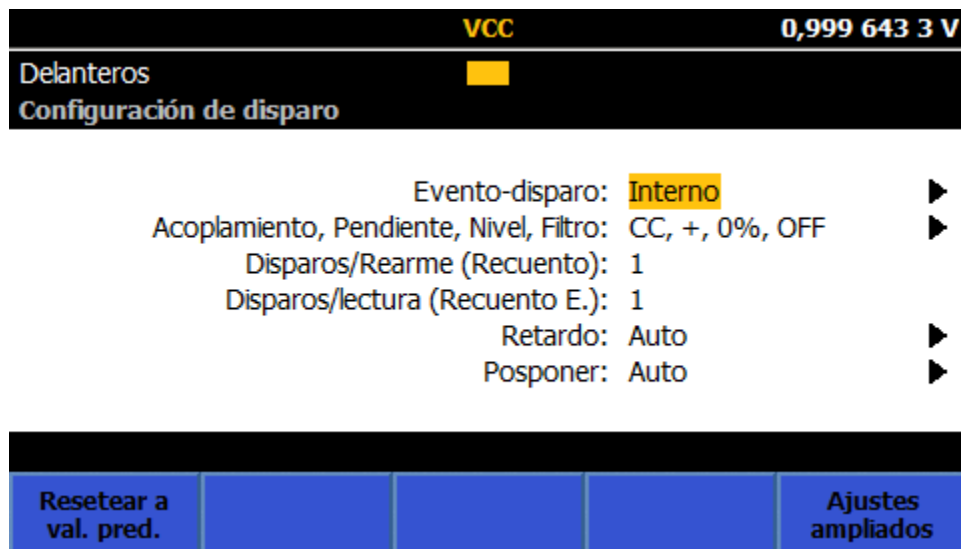 VCC 0,999 643 3 V
Delanteros
Configuración de disparo
Evento-disparo: Interno
Acoplamiento, Pendiente, Nivel, Filtro: CC, +, 0%, OFF
Disparos/Rearme (Recuento): 1
Disparos/lectura (Recuento E.): 1
Retardo: Auto
Posponer: Auto
Resetear a
val. pred.
Ajustes
ampliados